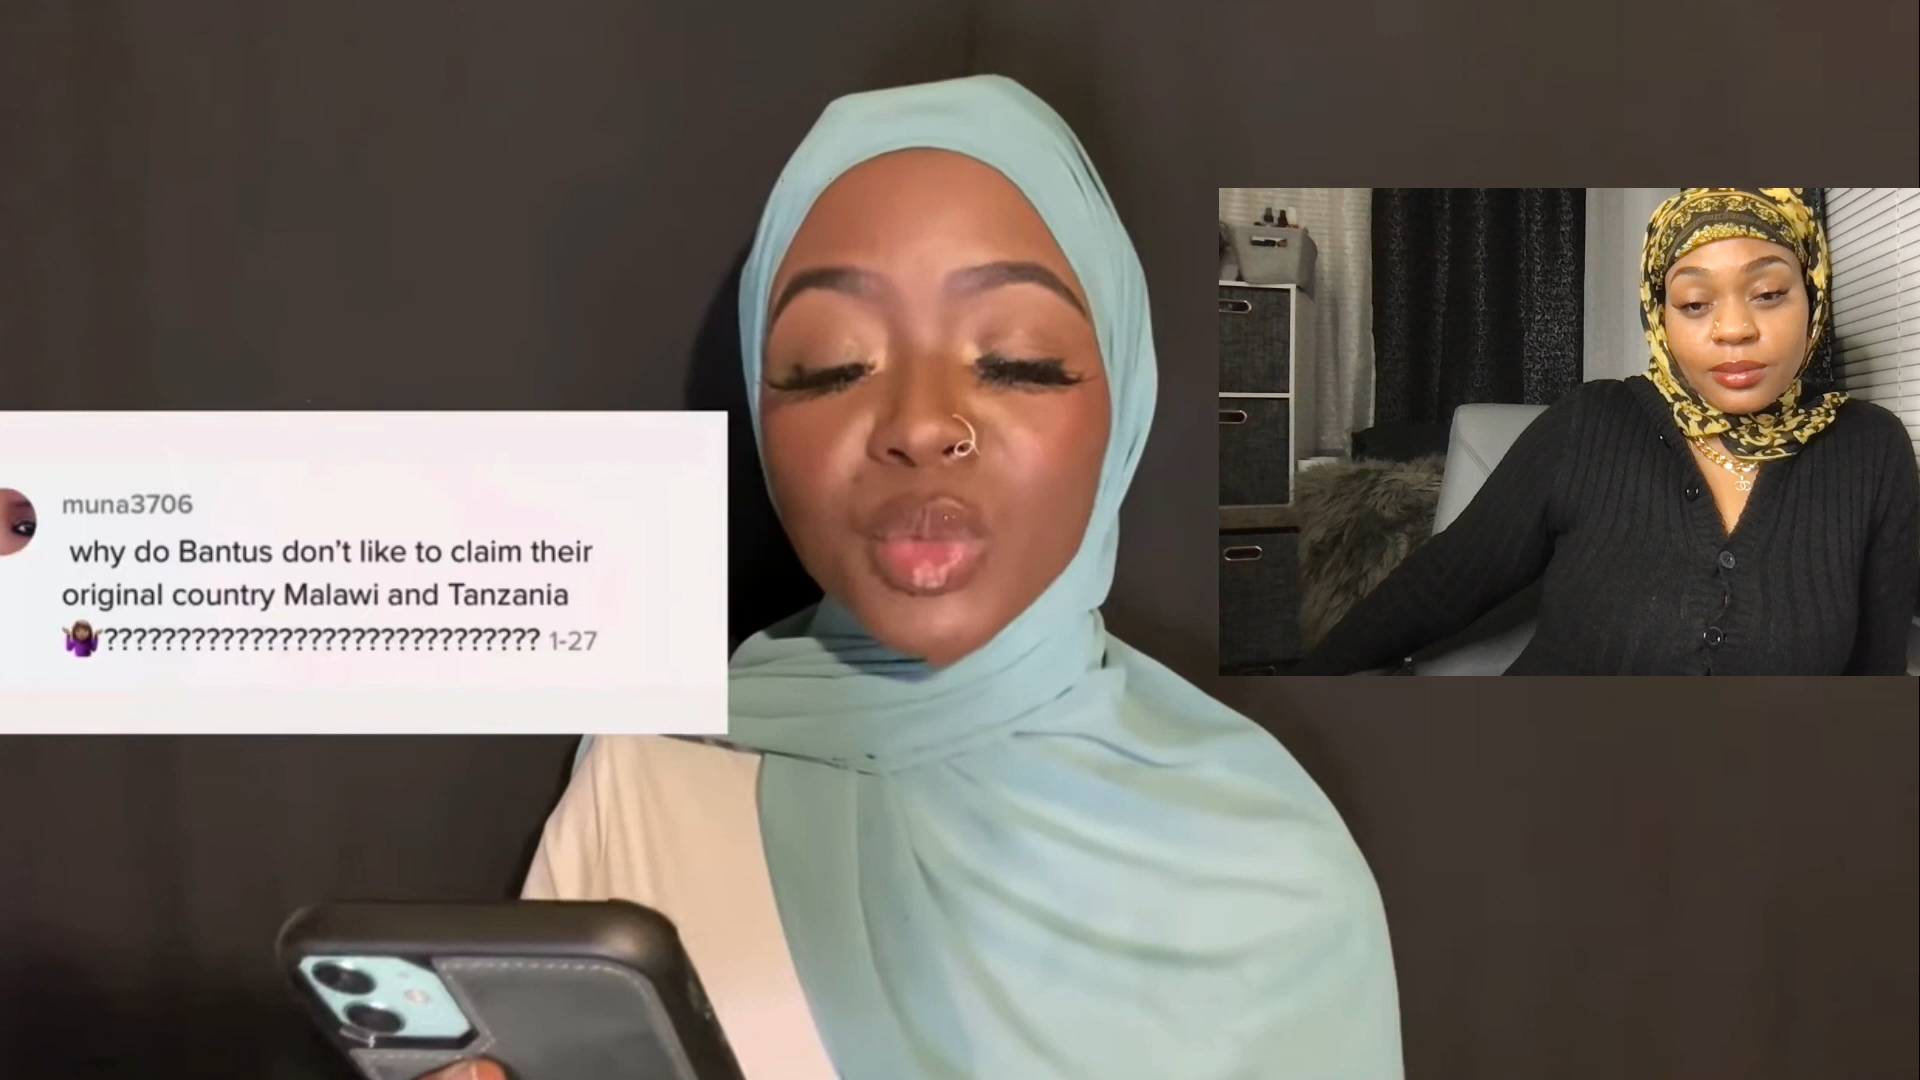 muna3706
why do Bantus don't like to claim their
original country Malawi and Tanzania
🤷🏾‍♀️?????????????????????????????? 1-27